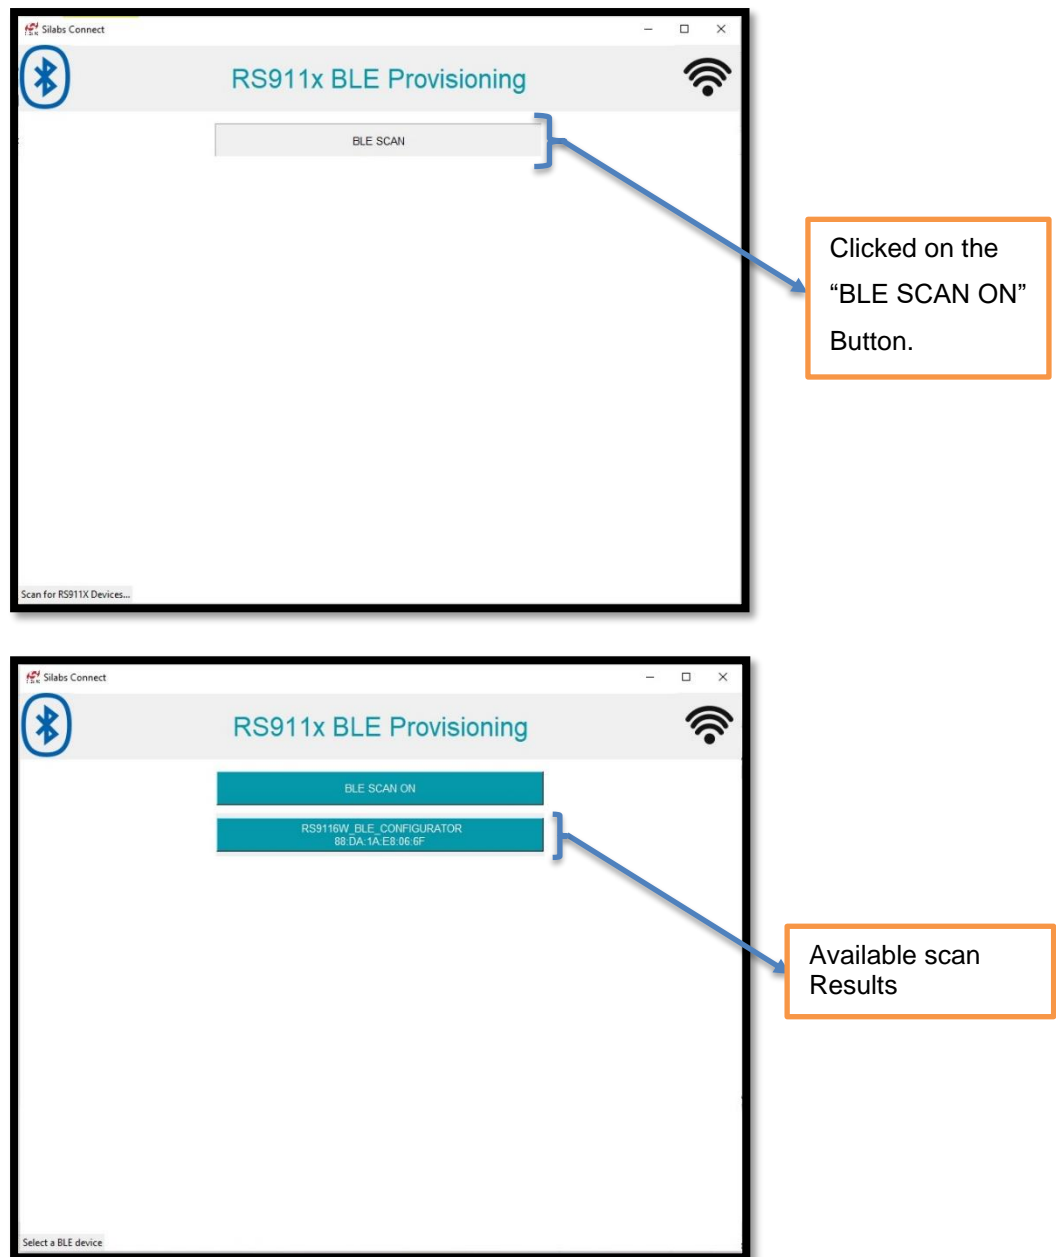 Silabs Connect
RS911x BLE Provisioning
BLE SCAN
Clicked on the
“BLE SCAN ON”
Button.
Scan for RS911X Devices...
Silabs Connect
RS911x BLE Provisioning
BLE SCAN ON
RS9116W_BLE_CONFIGURATOR
88:DA:1A:E8:06:6F
Available scan
Results
Select a BLE device